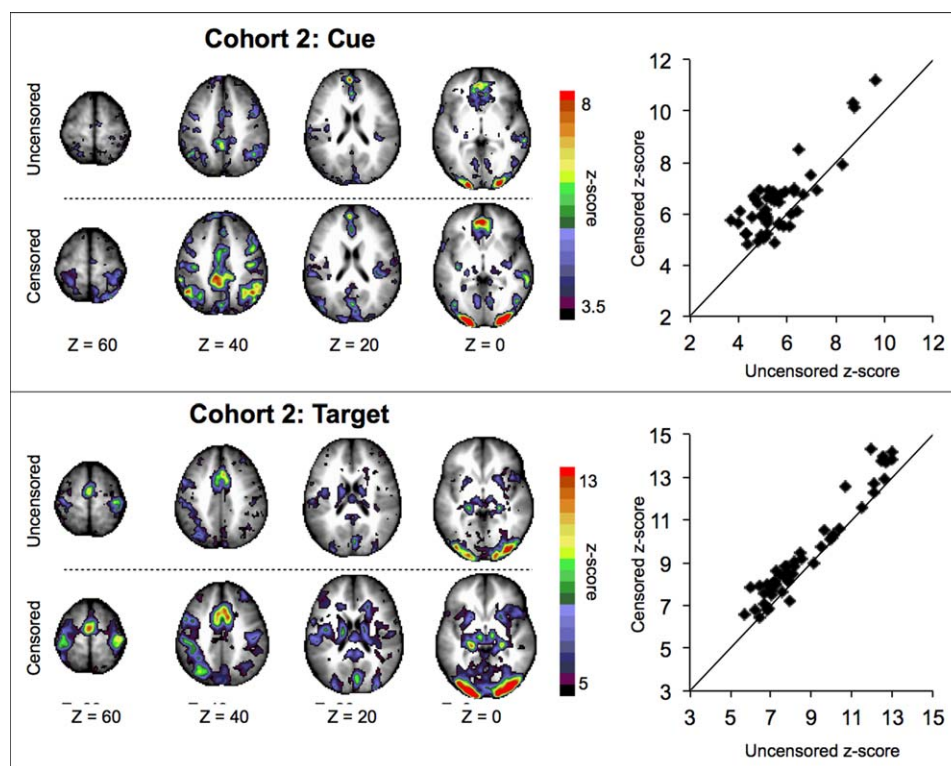 Cohort 2: Cue
Uncensored
Censored
Z = 60
Z = 40
Z = 20
Z = 0
8
z-score
3.5
12
10
8
6
4
2
Censored z-score
2 4 6 8 10 12
Uncensored z-score
Cohort 2: Target
Uncensored
Censored
Z = 60
Z = 40
Z = 20
Z = 0
13
z-score
5
15
13
11
9
7
5
3
Censored z-score
3 5 7 9 11 13 15
Uncensored z-score